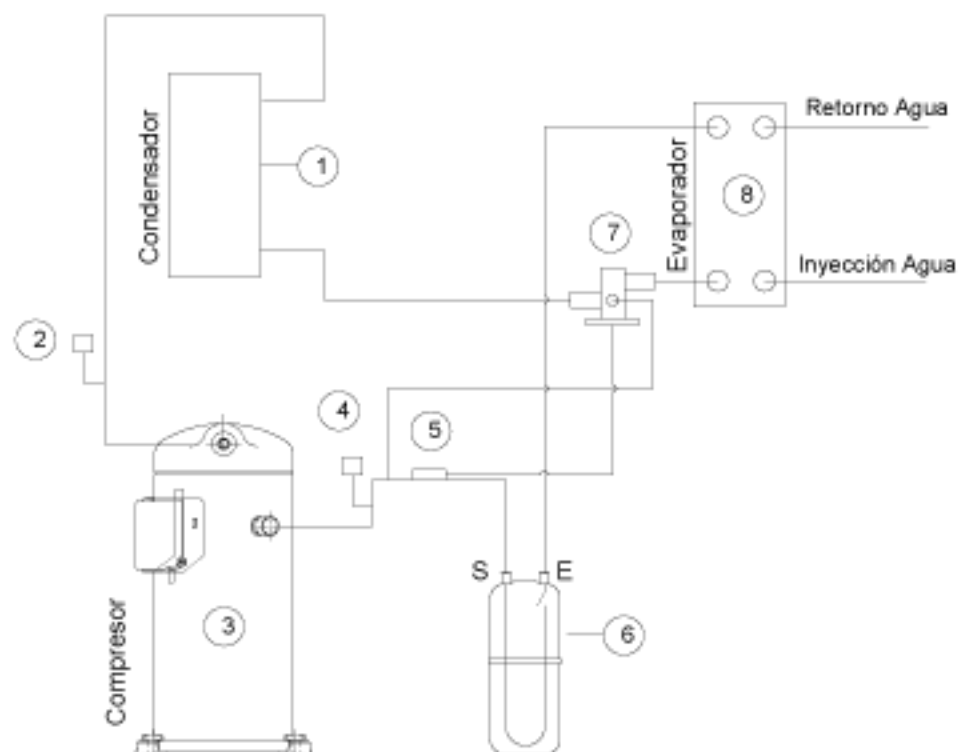 Retorno Agua
Condensador
1
Evaporador
8
7
Inyección Agua
2
4
5
S
E
Compresor
3
6